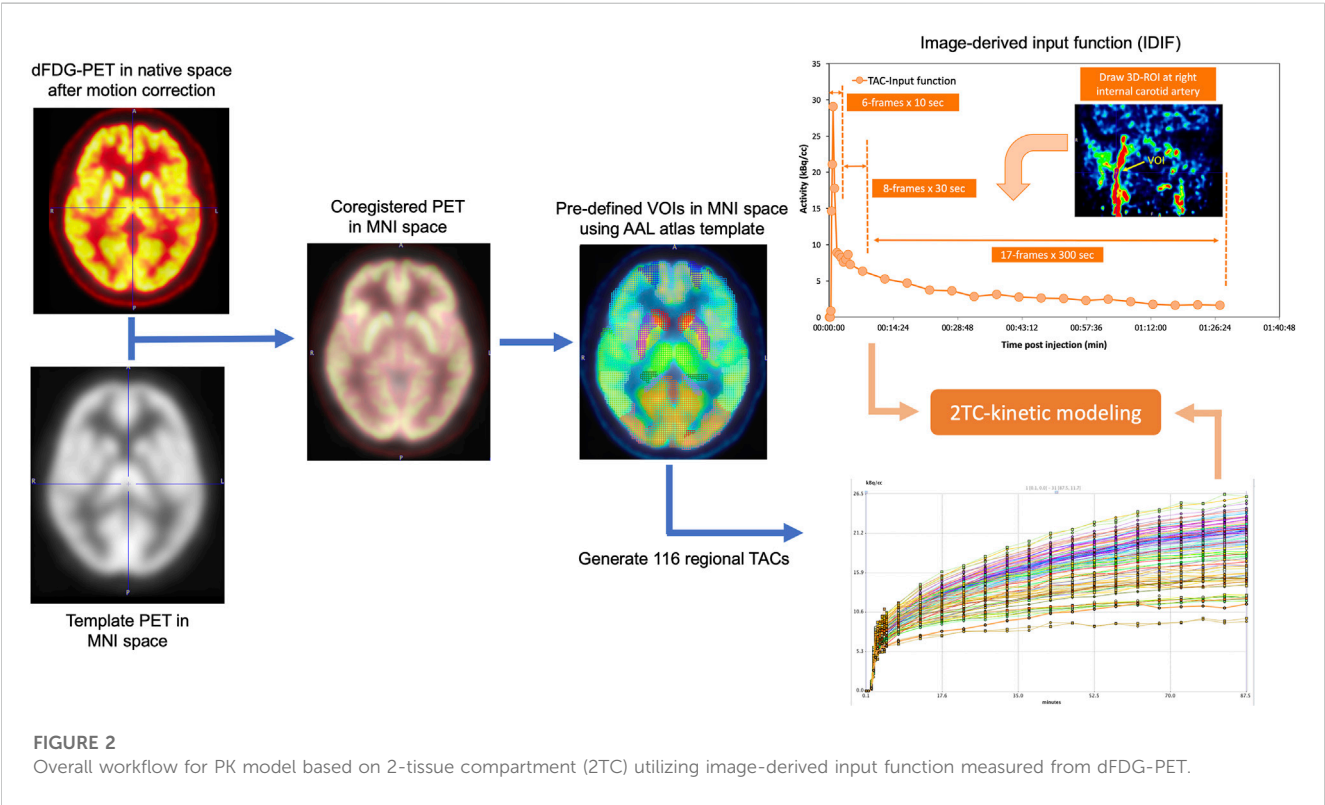 dFDG-PET in native space
after motion correction
A
R
L
P
Template PET in
MNI space
A
R
L
P
Coregistered PET
in MNI space
A
R
L
P
Pre-defined VOIs in MNI space
using AAL atlas template
A
R
L
P
Generate 116 regional TACs
Image-derived input function (IDIF)
TAC-Input function
6-frames x 10 sec
8-frames x 30 sec
17-frames x 300 sec
Draw 3D-ROI at right
internal carotid artery
VOI
Activity (kBq/cc)
35
30
25
20
15
10
5
0
00:00:00
00:14:24
00:28:48
00:43:12
00:57:36
01:12:00
01:26:24
01:40:48
Time post injection (min)
2TC-kinetic modeling
kBq/cc
26.5
21.2
15.9
10.6
5.3
0.0
0.1
17.6
35.0
52.5
70.0
87.5
minutes
FIGURE 2
Overall workflow for PK model based on 2-tissue compartment (2TC) utilizing image-derived input function measured from dFDG-PET.